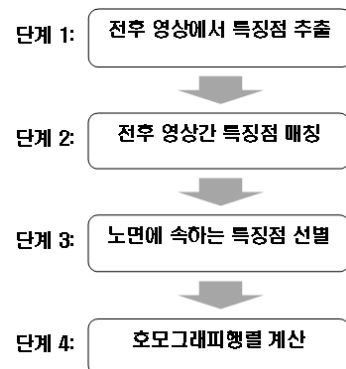 단계 1: 전후 영상에서 특징점 추출
단계 2: 전후 영상간 특징점 매칭
단계 3: 노면에 속하는 특징점 선별
단계 4: 호모그래피행렬 계산